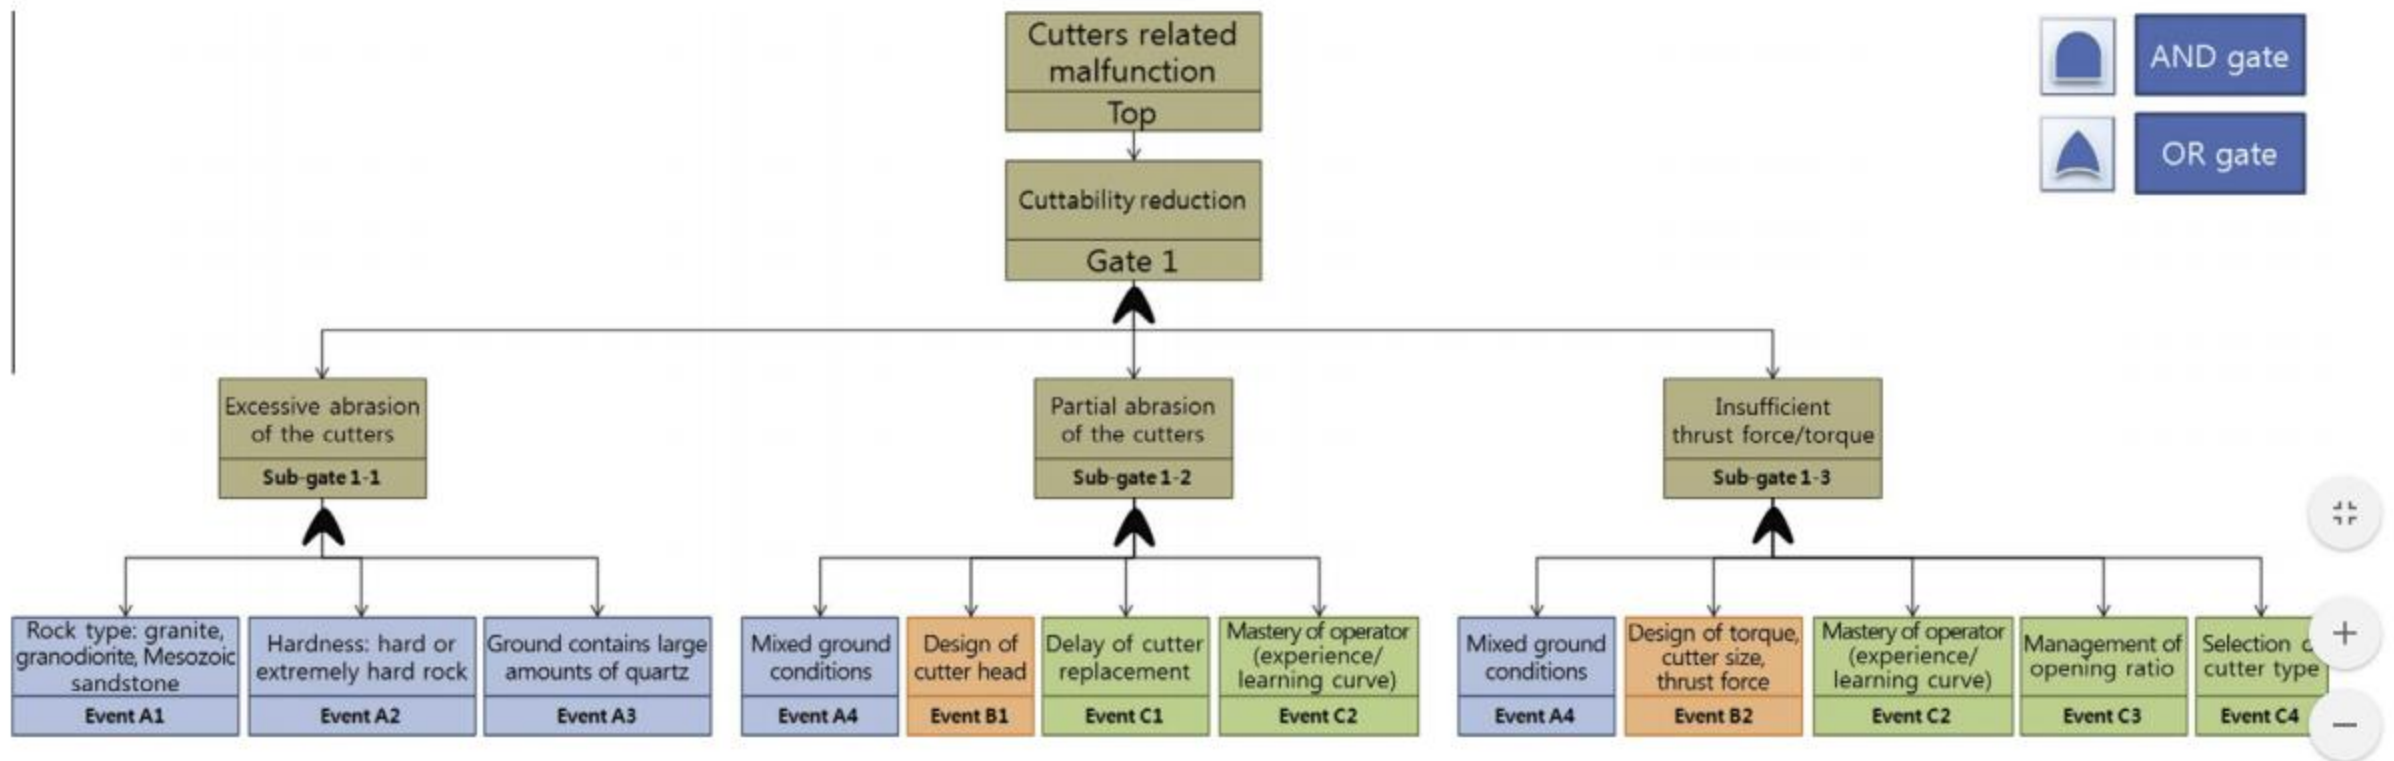 Cutters related
malfunction
Top
AND gate
OR gate
Cuttability reduction
Gate 1
Excessive abrasion
of the cutters
Sub-gate 1-1
Partial abrasion
of the cutters
Sub-gate 1-2
Insufficient
thrust force/torque
Sub-gate 1-3
Rock type: granite,
granodiorite, Mesozoic
sandstone
Event A1
Hardness: hard or
extremely hard rock
Event A2
Ground contains large
amounts of quartz
Event A3
Mixed ground
conditions
Event A4
Design of
cutter head
Event B1
Delay of cutter
replacement
Event C1
Mastery of operator
(experience/
learning curve)
Event C2
Mixed ground
conditions
Event A4
Design of torque,
cutter size,
thrust force
Event B2
Mastery of operator
(experience/
learning curve)
Event C2
Management of
opening ratio
Event C3
Selection
cutter type
Event C4